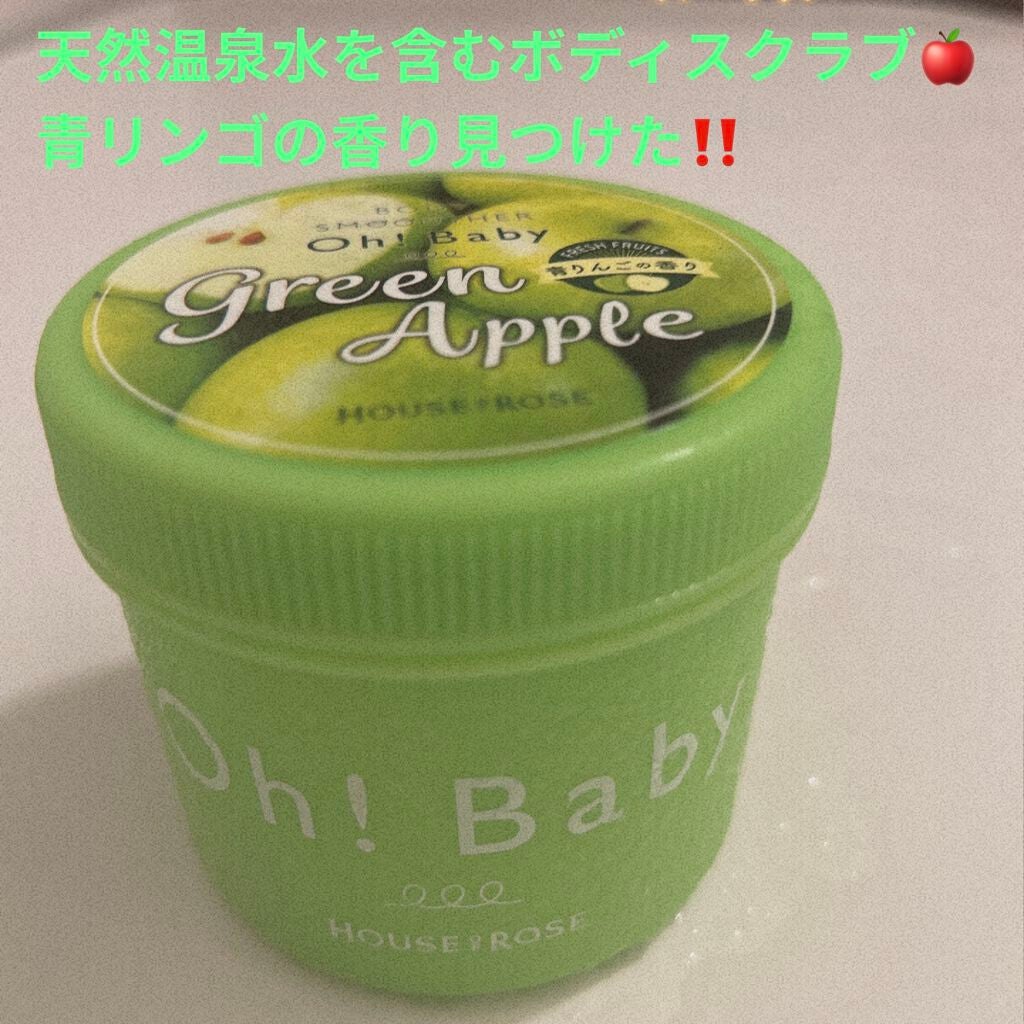 天然温泉水を含むボディスクラブ🍎
青リンゴの香り見つけた‼️
BODY
SMOOTHER
Oh! Baby
FRESH FRUITS
青りんごの香り
Green
Apple
HOUSE OF ROSE
Oh! Baby
HOUSE OF ROSE